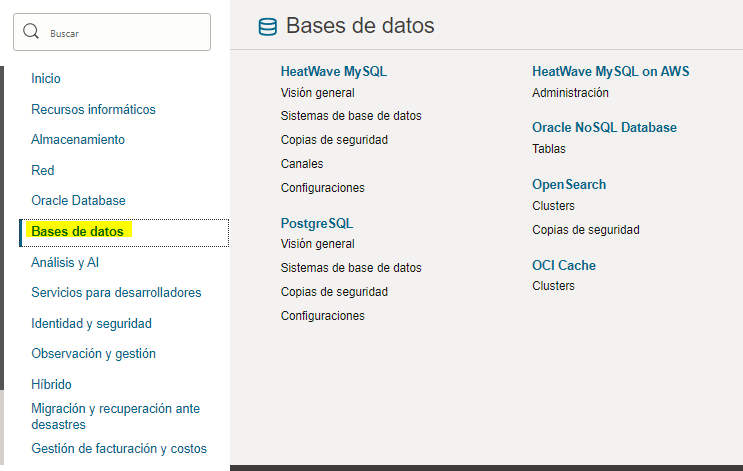 Buscar
Inicio
Recursos informáticos
Almacenamiento
Red
Oracle Database
Bases de datos
Análisis y AI
Servicios para desarrolladores
Identidad y seguridad
Observación y gestión
Híbrido
Migración y recuperación ante
desastres
Gestión de facturación y costos
Bases de datos
HeatWave MySQL
Visión general
Sistemas de base de datos
Copias de seguridad
Canales
Configuraciones
PostgreSQL
Visión general
Sistemas de base de datos
Copias de seguridad
Configuraciones
HeatWave MySQL on AWS
Administración
Oracle NoSQL Database
Tablas
OpenSearch
Clusters
Copias de seguridad
OCI Cache
Clusters